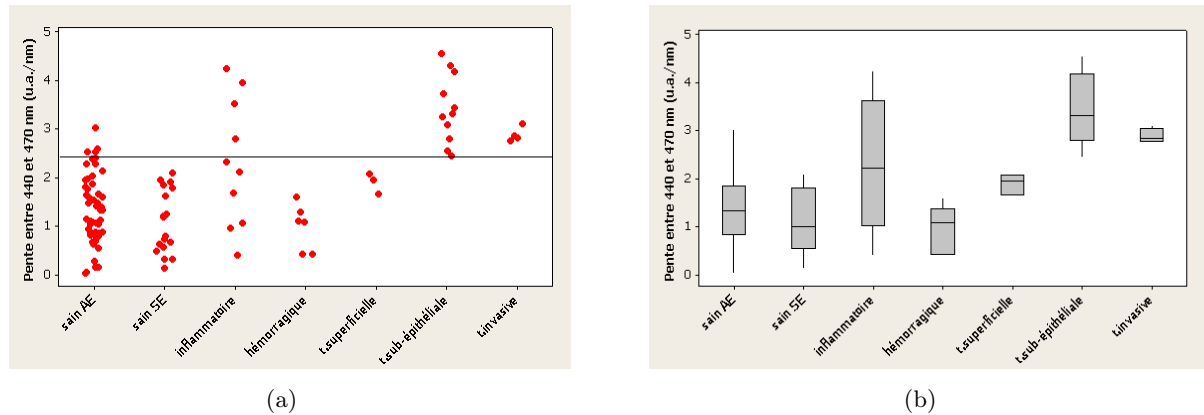 Pente entre 440 et 470 nm (u.a./nm)
5
4
3
2
1
0
sain AE
sain SE
inflammatoire
hémorragique
t.superficielle
t.sub-épithéliale
t.invasive
(a)
Pente entre 440 et 470 nm (u.a./nm)
5
4
3
2
1
0
sain AE
sain SE
inflammatoire
hémorragique
t.superficielle
t.sub-épithéliale
t.invasive
(b)